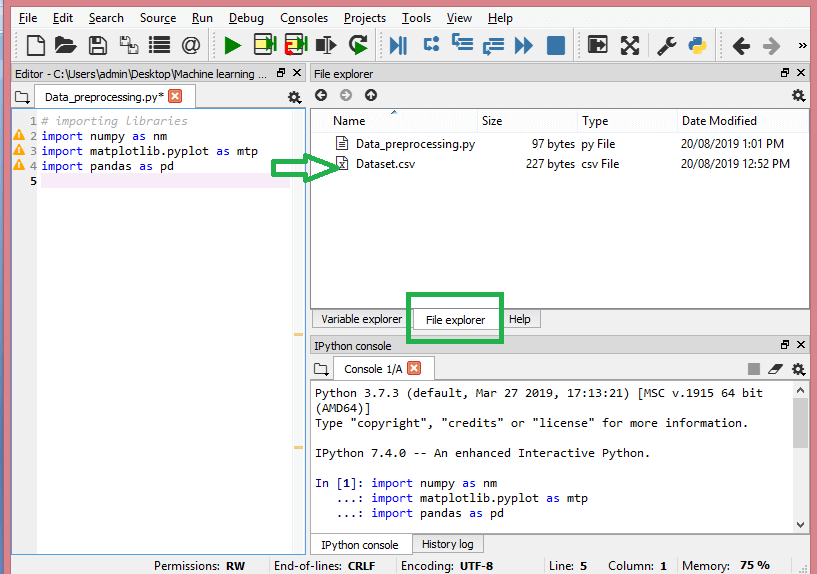 File Edit Search Source Run Debug Consoles Projects Tools View Help
Editor - C:\Users\admin\Desktop\Machine learning ...
Data_preprocessing.py*
1 # importing libraries
2 import numpy as nm
3 import matplotlib.pyplot as mtp
4 import pandas as pd
5
File explorer
Name Size Type Date Modified
Data_preprocessing.py 97 bytes py File 20/08/2019 1:01 PM
Dataset.csv 227 bytes csv File 20/08/2019 12:52 PM
Variable explorer File explorer Help
IPython console
Console 1/A
Python 3.7.3 (default, Mar 27 2019, 17:13:21) [MSC v.1915 64 bit
(AMD64)]
Type "copyright", "credits" or "license" for more information.
IPython 7.4.0 -- An enhanced Interactive Python.
In [1]: import numpy as nm
...: import matplotlib.pyplot as mtp
...: import pandas as pd
IPython console History log
Permissions: RW End-of-lines: CRLF Encoding: UTF-8 Line: 5 Column: 1 Memory: 75 %